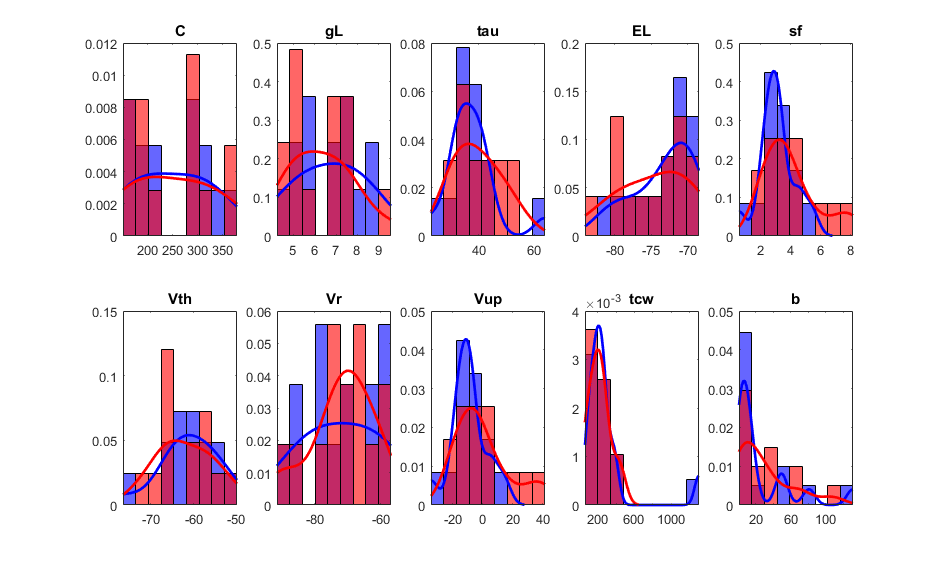 C gL tau EL sf
0.012 0.5 0.08 0.2 0.5
0.01 0.4 0.06 0.15 0.4
0.008 0.3 0.04 0.1 0.3
0.006 0.2 0.02 0.05 0.2
0.004 0.1 0 0 0.1
0.002 0 0
0
200 250 300 350 5 6 7 8 9 40 60 -80 -75 -70 2 4 6 8
Vth Vr Vup tcw b
0.15 0.06 0.05 4 ×10-3 0.05
0.1 0.05 0.04 3 0.04
0.05 0.04 0.03 2 0.03
0 0.03 0.02 1 0.02
0.02 0.01 0 0.01
0.01 0 0
0
-70 -60 -50 -80 -60 -20 0 20 40 200 600 1000 20 60 100